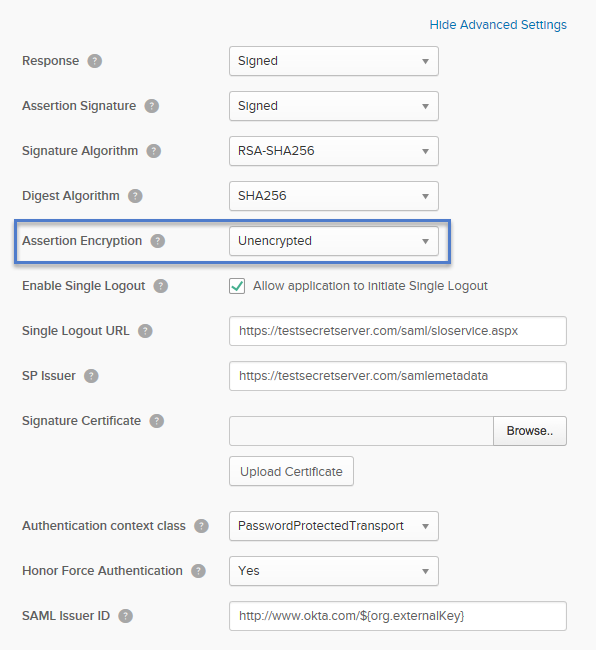 Hide Advanced Settings
Response ? Signed
Assertion Signature ? Signed
Signature Algorithm ? RSA-SHA256
Digest Algorithm ? SHA256
Assertion Encryption ? Unencrypted
Enable Single Logout ? Allow application to initiate Single Logout
Single Logout URL ? https://testsecretserver.com/saml/sloservice.aspx
SP Issuer ? https://testsecretserver.com/samlemetadata
Signature Certificate ? Browse..
Upload Certificate
Authentication context class ? PasswordProtectedTransport
Honor Force Authentication ? Yes
SAML Issuer ID ? http://www.okta.com/${org.externalKey}